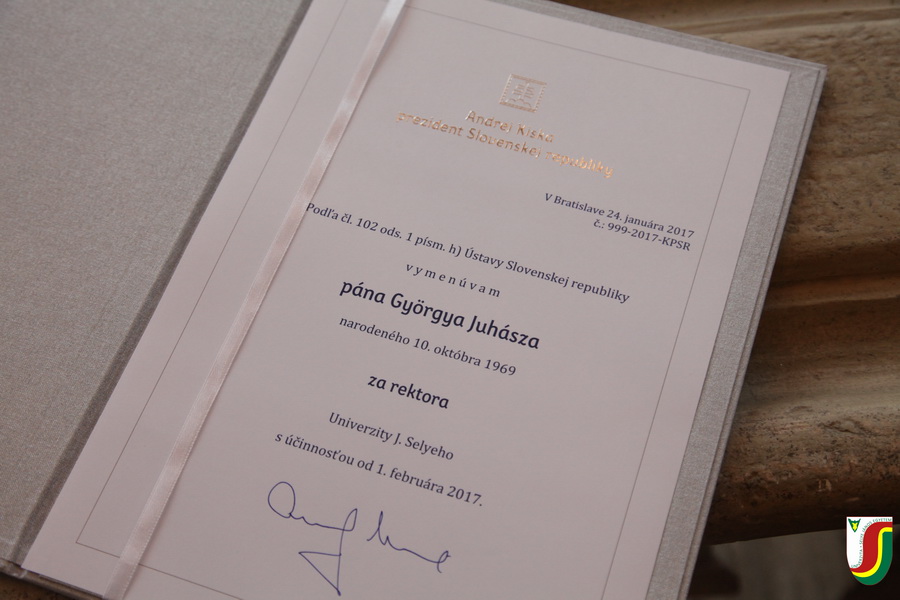 Andrej Kiska
prezident Slovenskej republiky
V Bratislave 24. januára 2017
č.: 999-2017-KPSR
Podľa čl. 102 ods. 1 písm. h) Ústavy Slovenskej republiky
v y m e n ú v a m
pána Györgya Juhásza
narodeného 10. októbra 1969
za rektora
Univerzity J. Selyeho
s účinnosťou od 1. februára 2017.